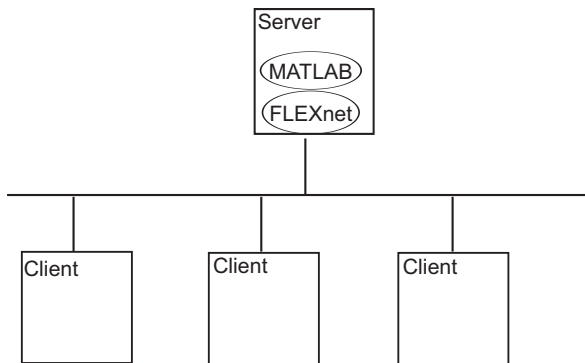 Server
MATLAB
FLEXnet
Client
Client
Client